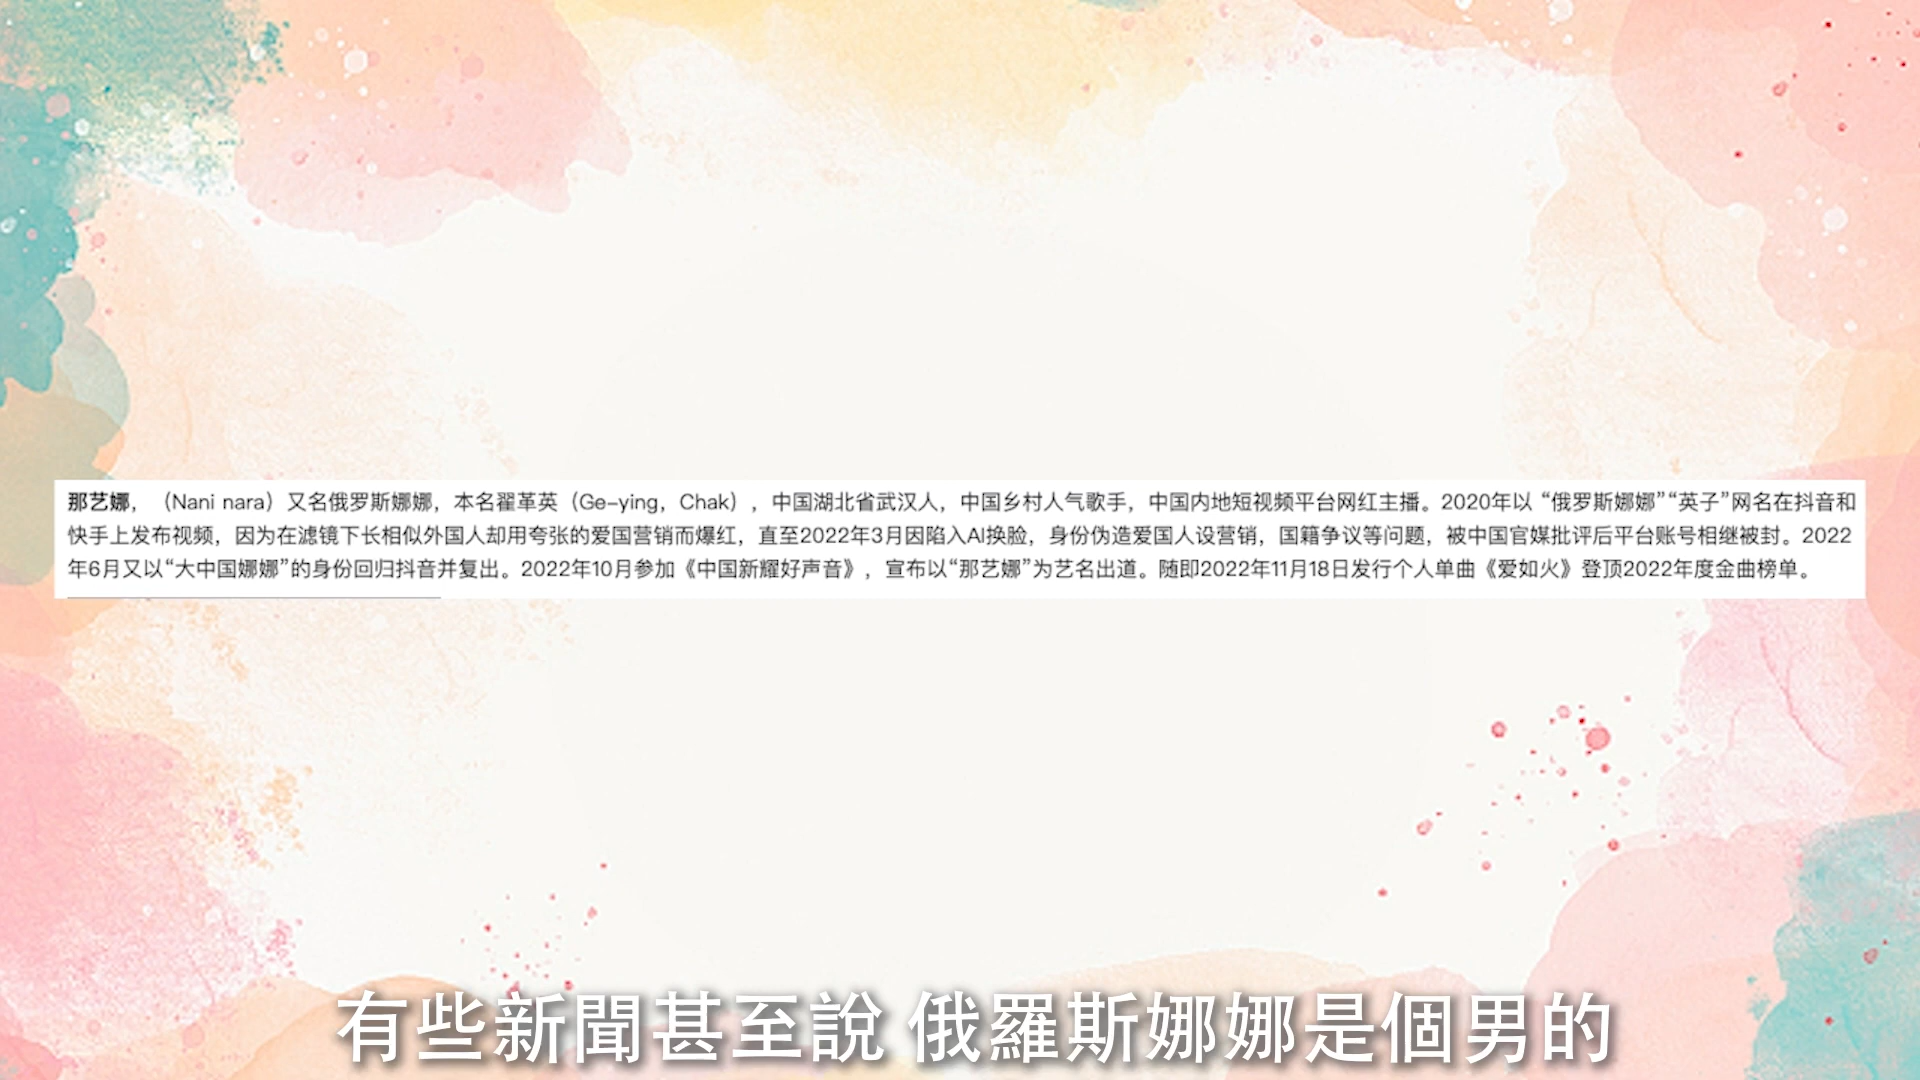 那艺娜，（Nani nara）又名俄罗斯娜娜，本名翟革英（Ge-ying，Chak），中国湖北省武汉人，中国乡村人气歌手，中国内地短视频平台网红主播。2020年以 “俄罗斯娜娜”“英子”网名在抖音和
快手上发布视频，因为在滤镜下长相似外国人却用夸张的爱国营销而爆红，直至2022年3月因陷入AI换脸，身份伪造爱国人设营销，国籍争议等问题，被中国官媒批评后平台账号相继被封。2022
年6月又以“大中国娜娜”的身份回归抖音并复出。2022年10月参加《中国新耀好声音》，宣布以“那艺娜”为艺名出道。随即2022年11月18日发行个人单曲《爱如火》登顶2022年度金曲榜单。
有些新聞甚至說 俄羅斯娜娜是個男的